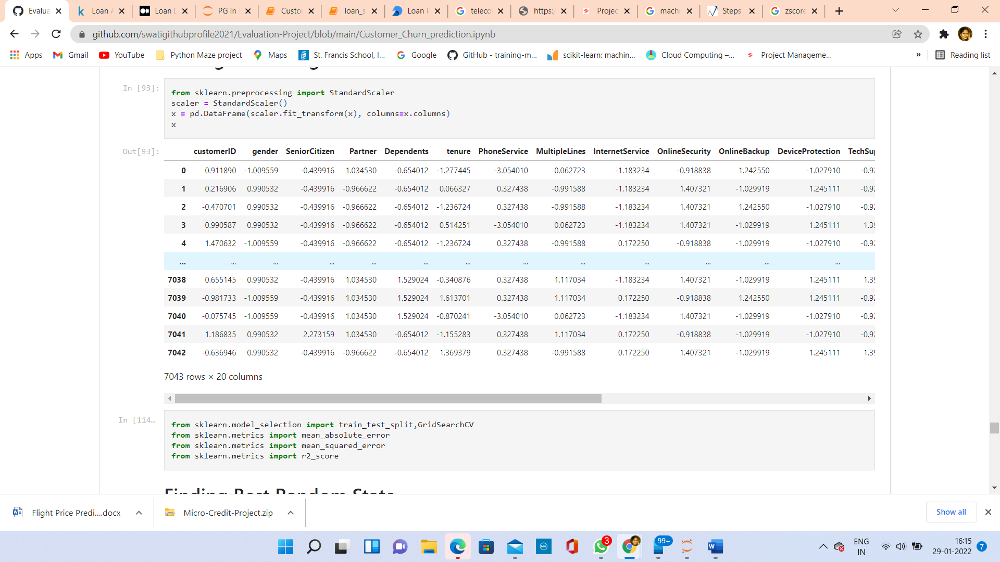 Evalua
Loan A
Loan D
PG In
Custo
loan_s
Loan P
teleco
https:/
Projec
machi
Steps
zscore
github.com/swatigithubprofile2021/Evaluation-Project/blob/main/Customer_Churn_prediction.ipynb
Apps Gmail YouTube Python Maze project Maps St. Francis School, I... Google GitHub - training-m... scikit-learn: machin... Cloud Computing –... Project Manageme... » Reading list
In [93]:
from sklearn.preprocessing import StandardScaler
scaler = StandardScaler()
x = pd.DataFrame(scaler.fit_transform(x), columns=x.columns)
x
Out[93]:
customerID gender SeniorCitizen Partner Dependents tenure PhoneService MultipleLines InternetService OnlineSecurity OnlineBackup DeviceProtection TechSup
0 0.911890 -1.009559 -0.439916 1.034530 -0.654012 -1.277445 -3.054010 0.062723 -1.183234 -0.918838 1.242550 -1.027910 -0.92
1 0.216906 0.990532 -0.439916 -0.966622 -0.654012 0.066327 0.327438 -0.991588 -1.183234 1.407321 -1.029919 1.245111 -0.92
2 -0.470701 0.990532 -0.439916 -0.966622 -0.654012 -1.236724 0.327438 -0.991588 -1.183234 1.407321 1.242550 -1.027910 -0.92
3 0.990587 0.990532 -0.439916 -0.966622 -0.654012 0.514251 -3.054010 0.062723 -1.183234 1.407321 -1.029919 1.245111 1.39
4 1.470632 -1.009559 -0.439916 -0.966622 -0.654012 -1.236724 0.327438 -0.991588 0.172250 -0.918838 -1.029919 -1.027910 -0.92
... ... ... ... ... ... ... ... ... ... ... ... ...
7038 0.655145 0.990532 -0.439916 1.034530 1.529024 -0.340876 0.327438 1.117034 -1.183234 1.407321 -1.029919 1.245111 1.39
7039 -0.981733 -1.009559 -0.439916 1.034530 1.529024 1.613701 0.327438 1.117034 0.172250 -0.918838 1.242550 1.245111 -0.92
7040 -0.075745 -1.009559 -0.439916 1.034530 1.529024 -0.870241 -3.054010 0.062723 -1.183234 1.407321 -1.029919 -1.027910 -0.92
7041 1.186835 0.990532 2.273159 1.034530 -0.654012 -1.155283 0.327438 1.117034 0.172250 -0.918838 -1.029919 -1.027910 -0.92
7042 -0.636946 0.990532 -0.439916 -0.966622 -0.654012 1.369379 0.327438 -0.991588 0.172250 1.407321 -1.029919 1.245111 1.39
7043 rows × 20 columns
In [114...
from sklearn.model_selection import train_test_split,GridSearchCV
from sklearn.metrics import mean_absolute_error
from sklearn.metrics import mean_squared_error
from sklearn.metrics import r2_score
Finding Best Random State
Flight Price Predi....docx
Micro-Credit-Project.zip
Show all
3
99+
ENG
IN
16:15
29-01-2022
7